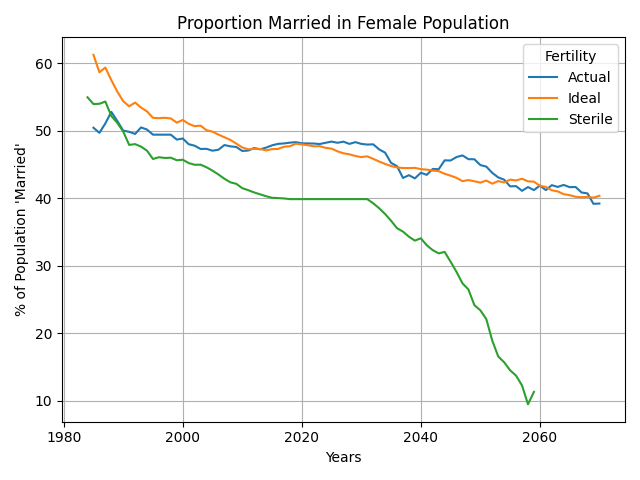 Proportion Married in Female Population
% of Population 'Married'
60
50
40
30
20
10
Fertility
Actual
Ideal
Sterile
1980
2000
2020
2040
2060
Years